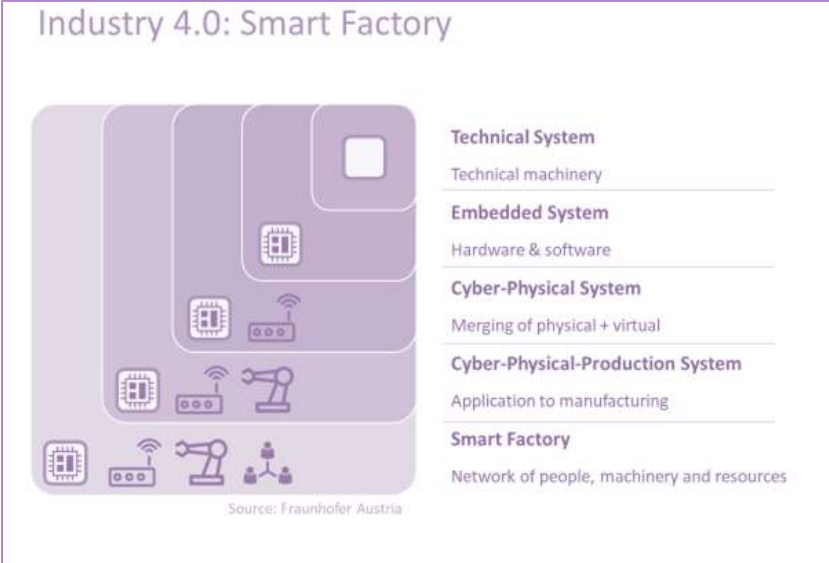 Industry 4.0: Smart Factory
Technical System
Technical machinery
Embedded System
Hardware & software
Cyber-Physical System
Merging of physical + virtual
Cyber-Physical-Production System
Application to manufacturing
Smart Factory
Network of people, machinery and resources
Source: Fraunhofer Austria